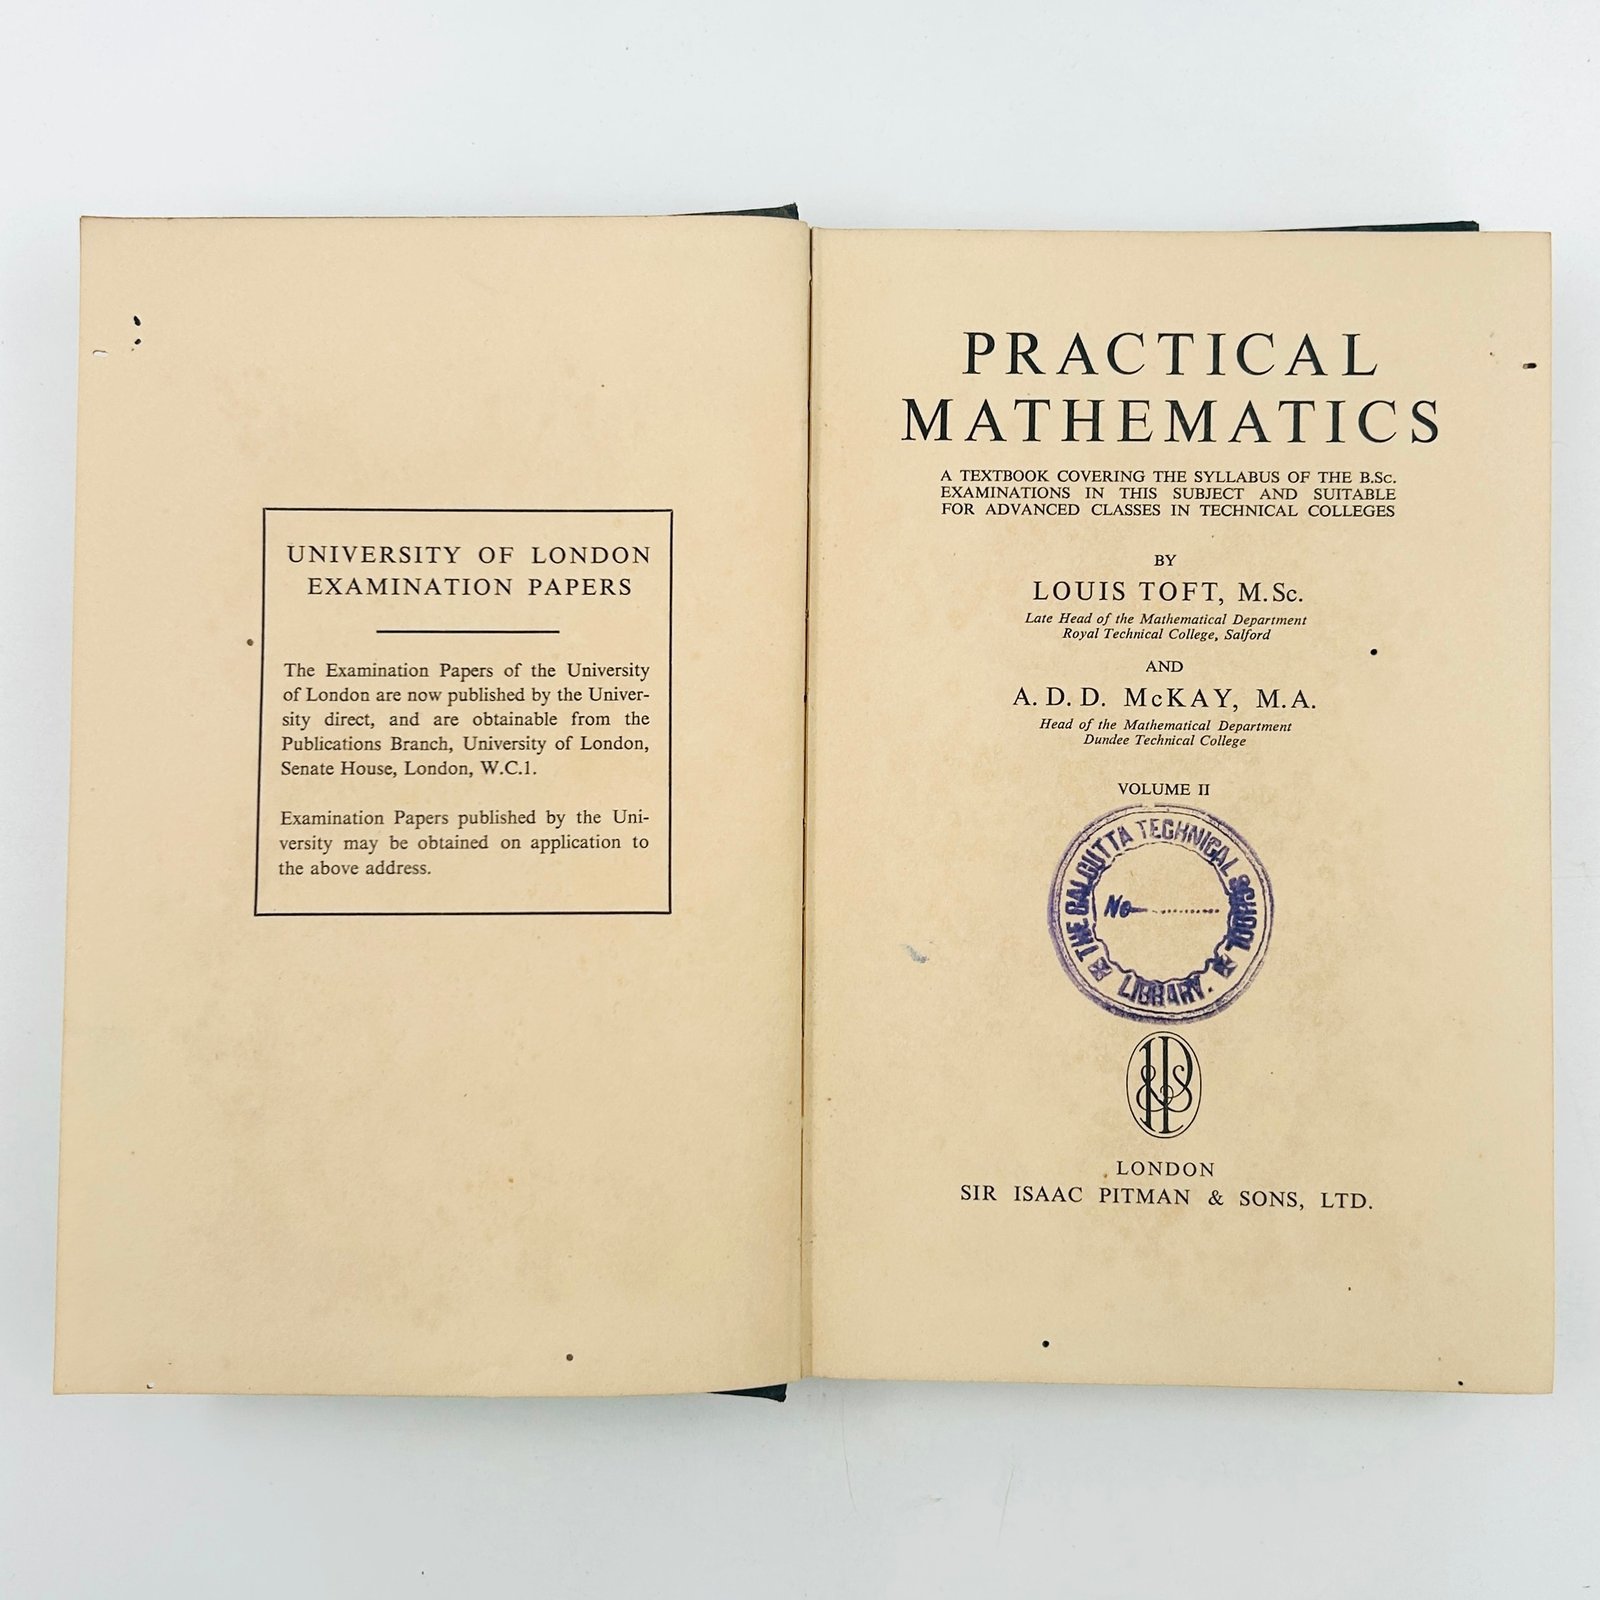 UNIVERSITY OF LONDON
EXAMINATION PAPERS
The Examination Papers of the University
of London are now published by the Univer-
sity direct, and are obtainable from the
Publications Branch, University of London,
Senate House, London, W.C.1.
Examination Papers published by the Uni-
versity may be obtained on application to
the above address.
PRACTICAL
MATHEMATICS
A TEXTBOOK COVERING THE SYLLABUS OF THE B.Sc.
EXAMINATIONS IN THIS SUBJECT AND SUITABLE
FOR ADVANCED CLASSES IN TECHNICAL COLLEGES
BY
LOUIS TOFT, M.Sc.
Late Head of the Mathematical Department
Royal Technical College, Salford
AND
A. D. D. McKAY, M.A.
Head of the Mathematical Department
Dundee Technical College
VOLUME II
THE CALCUTTA TECHNICAL SCHOOL
No
LIBRARY.
LONDON
SIR ISAAC PITMAN & SONS, LTD.